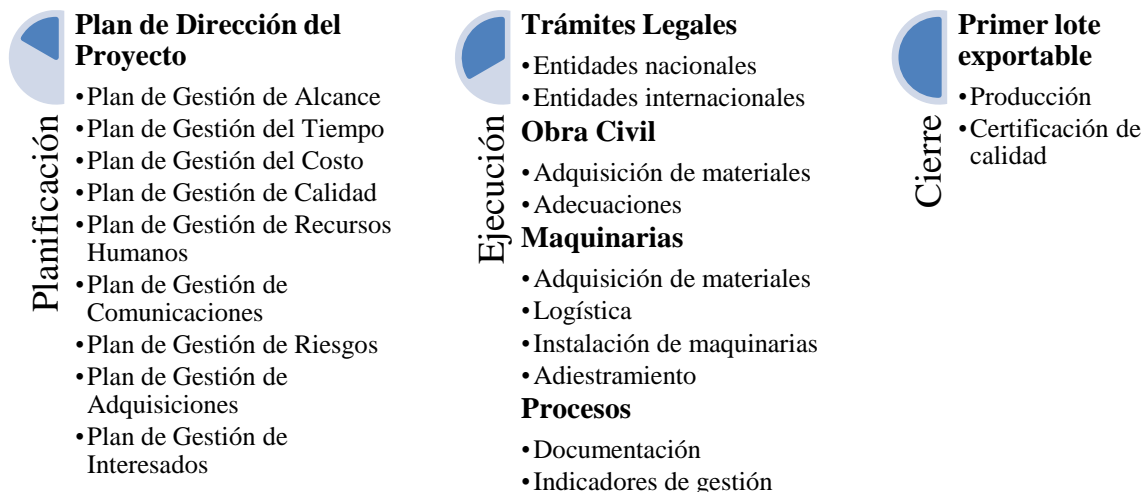 Planificación
Plan de Dirección del
Proyecto
•Plan de Gestión de Alcance
•Plan de Gestión del Tiempo
•Plan de Gestión del Costo
•Plan de Gestión de Calidad
•Plan de Gestión de Recursos
Humanos
•Plan de Gestión de
Comunicaciones
•Plan de Gestión de Riesgos
•Plan de Gestión de
Adquisiciones
•Plan de Gestión de
Interesados
Ejecución
Trámites Legales
•Entidades nacionales
•Entidades internacionales
Obra Civil
•Adquisición de materiales
•Adecuaciones
Maquinarias
•Adquisición de materiales
•Logística
•Instalación de maquinarias
•Adiestramiento
Procesos
•Documentación
•Indicadores de gestión
Cierre
Primer lote
exportable
•Producción
•Certificación de
calidad